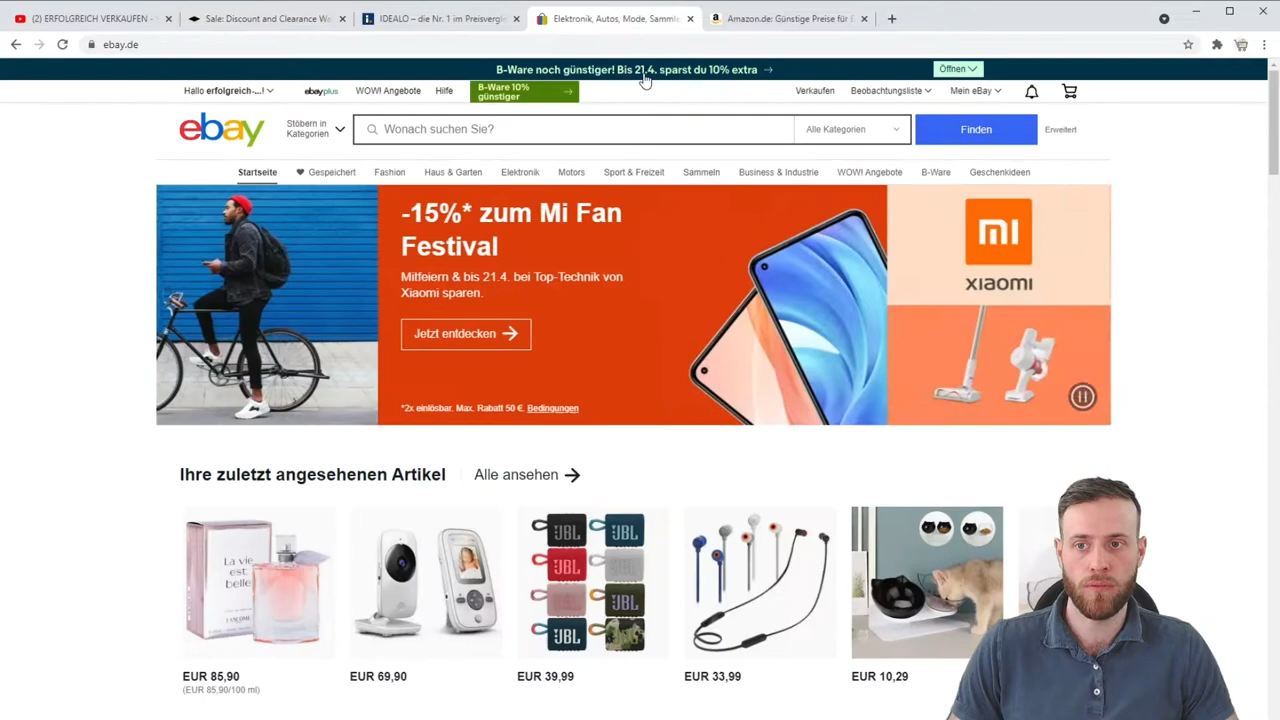 (2) ERFOLGREICH VERKAUFEN -
Sale: Discount and Clearance Wa
IDEALO – die Nr. 1 im Preisvergle
Elektronik, Autos, Mode, Samml
Amazon.de: Günstige Preise für
ebay.de
B-Ware noch günstiger! Bis 21.4. sparst du 10% extra →
Öffnen
Hallo erfolgreich-...!
ebayplus
WOW! Angebote
Hilfe
B-Ware 10% günstiger
Verkaufen
Beobachtungsliste
Mein eBay
ebay
Stöbern in Kategorien
Wonach suchen Sie?
Alle Kategorien
Finden
Erweitert
Startseite
Gespeichert
Fashion
Haus & Garten
Elektronik
Motors
Sport & Freizeit
Sammeln
Business & Industrie
WOW! Angebote
B-Ware
Geschenkideen
-15%* zum Mi Fan
Festival
Mitfeiern & bis 21.4. bei Top-Technik von
Xiaomi sparen.
Jetzt entdecken →
*2x einlösbar. Max. Rabatt 50 €. Bedingungen
mi
xiaomi
Ihre zuletzt angesehenen Artikel
Alle ansehen →
La vie
est
belle
LANCÔME
JBL
JBL
JBL
JBL
JBL
EUR 85,90
(EUR 85,90/100 ml)
EUR 69,90
EUR 39,99
EUR 33,99
EUR 10,29